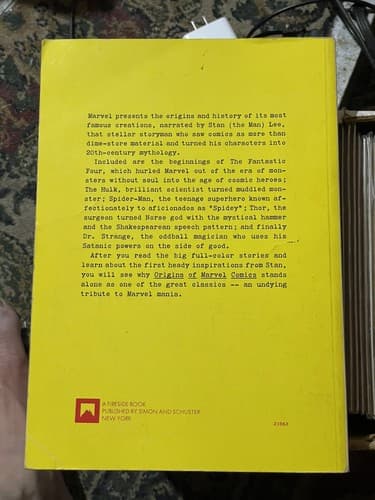 Marvel presents the origins and history of its most
famous creations, narrated by Stan (the Man) Lee,
that stellar storyman who saw comics as more than
dime-store material and turned his characters into
20th-century mythology.
Included are the beginnings of The Fantastic
Four, which hurled Marvel out of the era of mon-
sters without soul into the age of cosmic heroes;
The Hulk, brilliant scientist turned muddled mon-
ster; Spider-Man, the teenage superhero known af-
fectionately to aficionados as "Spidey"; Thor, the
surgeon turned Norse god with the mystical hammer
and the Shakespearean speech pattern; and finally
Dr. Strange, the oddball magician who uses his
Satanic powers on the side of good.
After you read the big full-color stories and
learn about the first heady inspirations from Stan,
you will see why Origins of Marvel Comics stands
alone as one of the great classics -- an undying
tribute to Marvel mania.
A FIRESIDE BOOK
PUBLISHED BY SIMON AND SCHUSTER
NEW YORK
21863